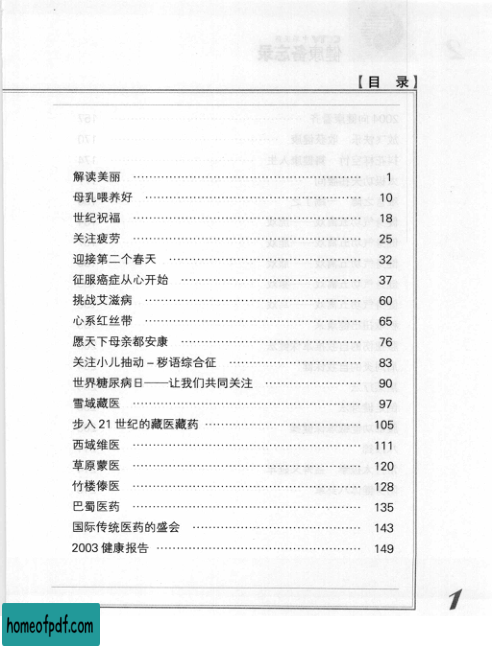 【目 录】
解读美丽 …………………………… 1
母乳喂养好 …………………………… 10
世纪祝福 …………………………… 18
关注疲劳 …………………………… 25
迎接第二个春天 …………………………… 32
征服癌症从心开始 …………………………… 37
挑战艾滋病 …………………………… 60
心系红丝带 …………………………… 65
愿天下母亲都安康 …………………………… 76
关注小儿抽动–秽语综合征 …………………………… 83
世界糖尿病日——让我们共同关注 …………………………… 90
雪域藏医 …………………………… 97
步入21世纪的藏医藏药 …………………………… 105
西域维医 …………………………… 111
草原蒙医 …………………………… 120
竹楼傣医 …………………………… 128
巴蜀医药 …………………………… 135
国际传统医药的盛会 …………………………… 143
2003健康报告 …………………………… 149
1
homeofpdf.com